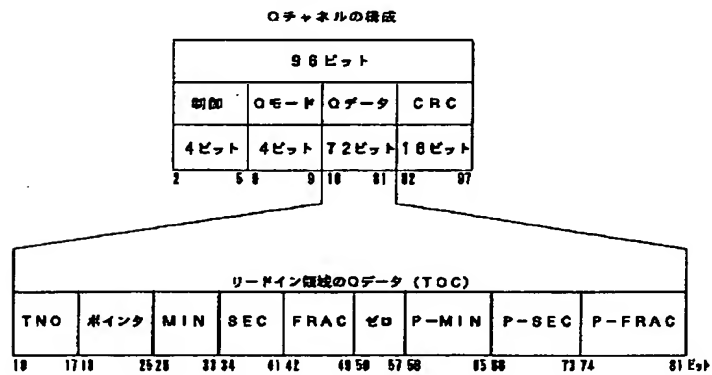 Qチャネルの構成
96ビット
制御 Qモード Qデータ CRC
4ビット 4ビット 72ビット 16ビット
2 5 6 9 10 81 82 97
リードイン領域のQデータ (TOC)
TNO ポインタ MIN SEC FRAC ゼロ P-MIN P-SEC P-FRAC
10 17 18 25 26 33 34 41 42 49 50 57 58 65 66 73 74 81 ビット